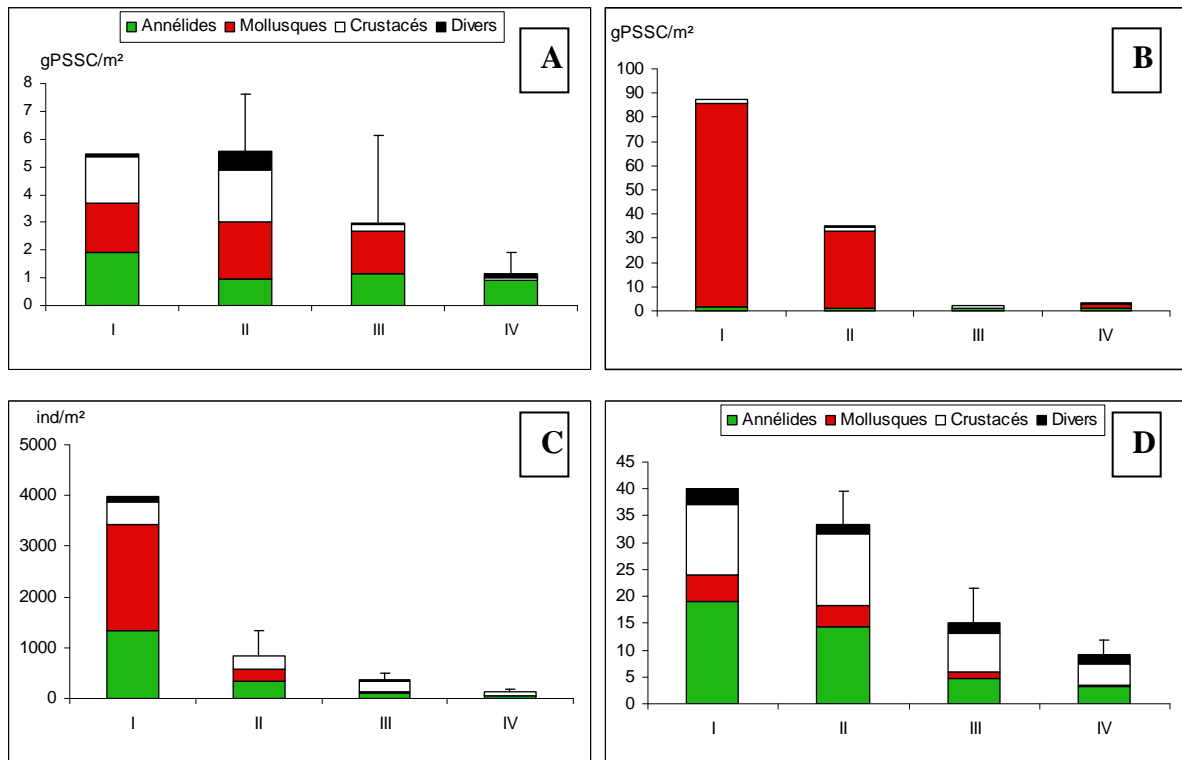 Annélides Mollusques Crustacés Divers
gPSSC/m²
A
8
7
6
5
4
3
2
1
0
I II III IV
gPSSC/m²
B
100
90
80
70
60
50
40
30
20
10
0
I II III IV
ind/m²
C
5000
4000
3000
2000
1000
0
I II III IV
Annélides Mollusques Crustacés Divers
D
45
40
35
30
25
20
15
10
5
0
I II III IV